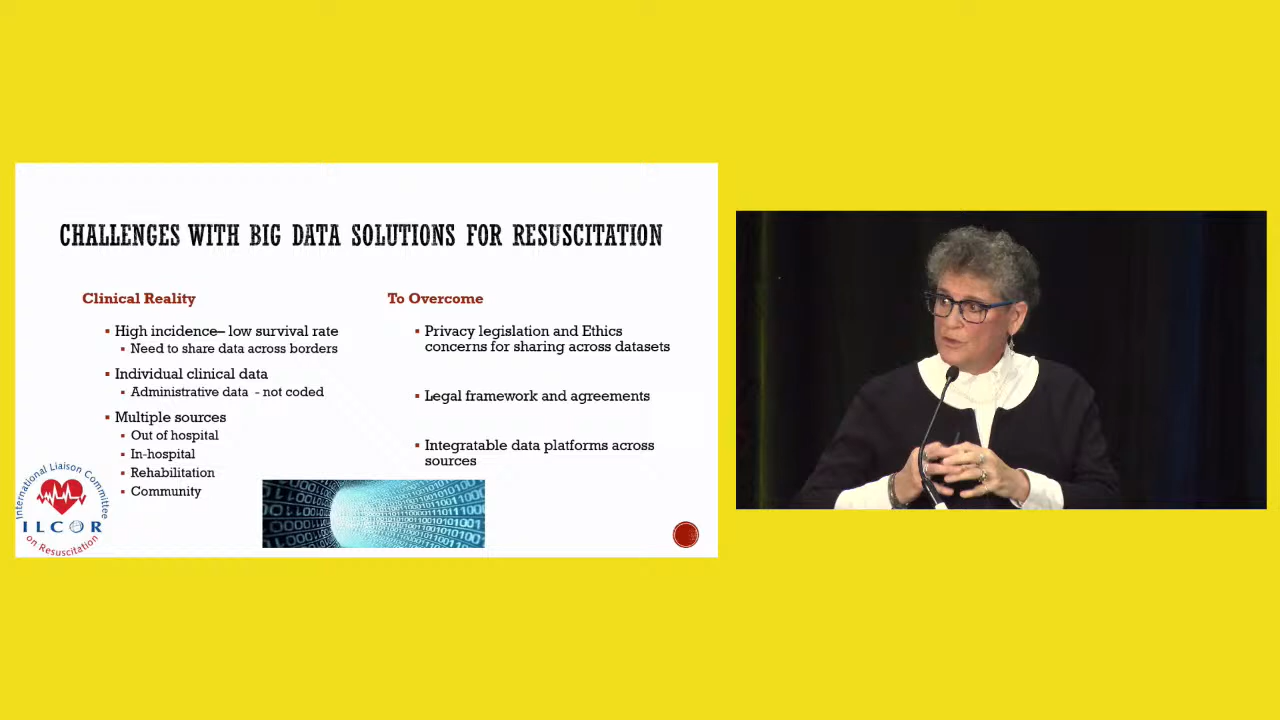 CHALLENGES WITH BIG DATA SOLUTIONS FOR RESUSCITATION
Clinical Reality
High incidence– low survival rate
Need to share data across borders
Individual clinical data
Administrative data - not coded
Multiple sources
Out of hospital
In-hospital
Rehabilitation
Community
To Overcome
Privacy legislation and Ethics
concerns for sharing across datasets
Legal framework and agreements
Integratable data platforms across
sources
International Liaison Committee
ILCOR
on Resuscitation